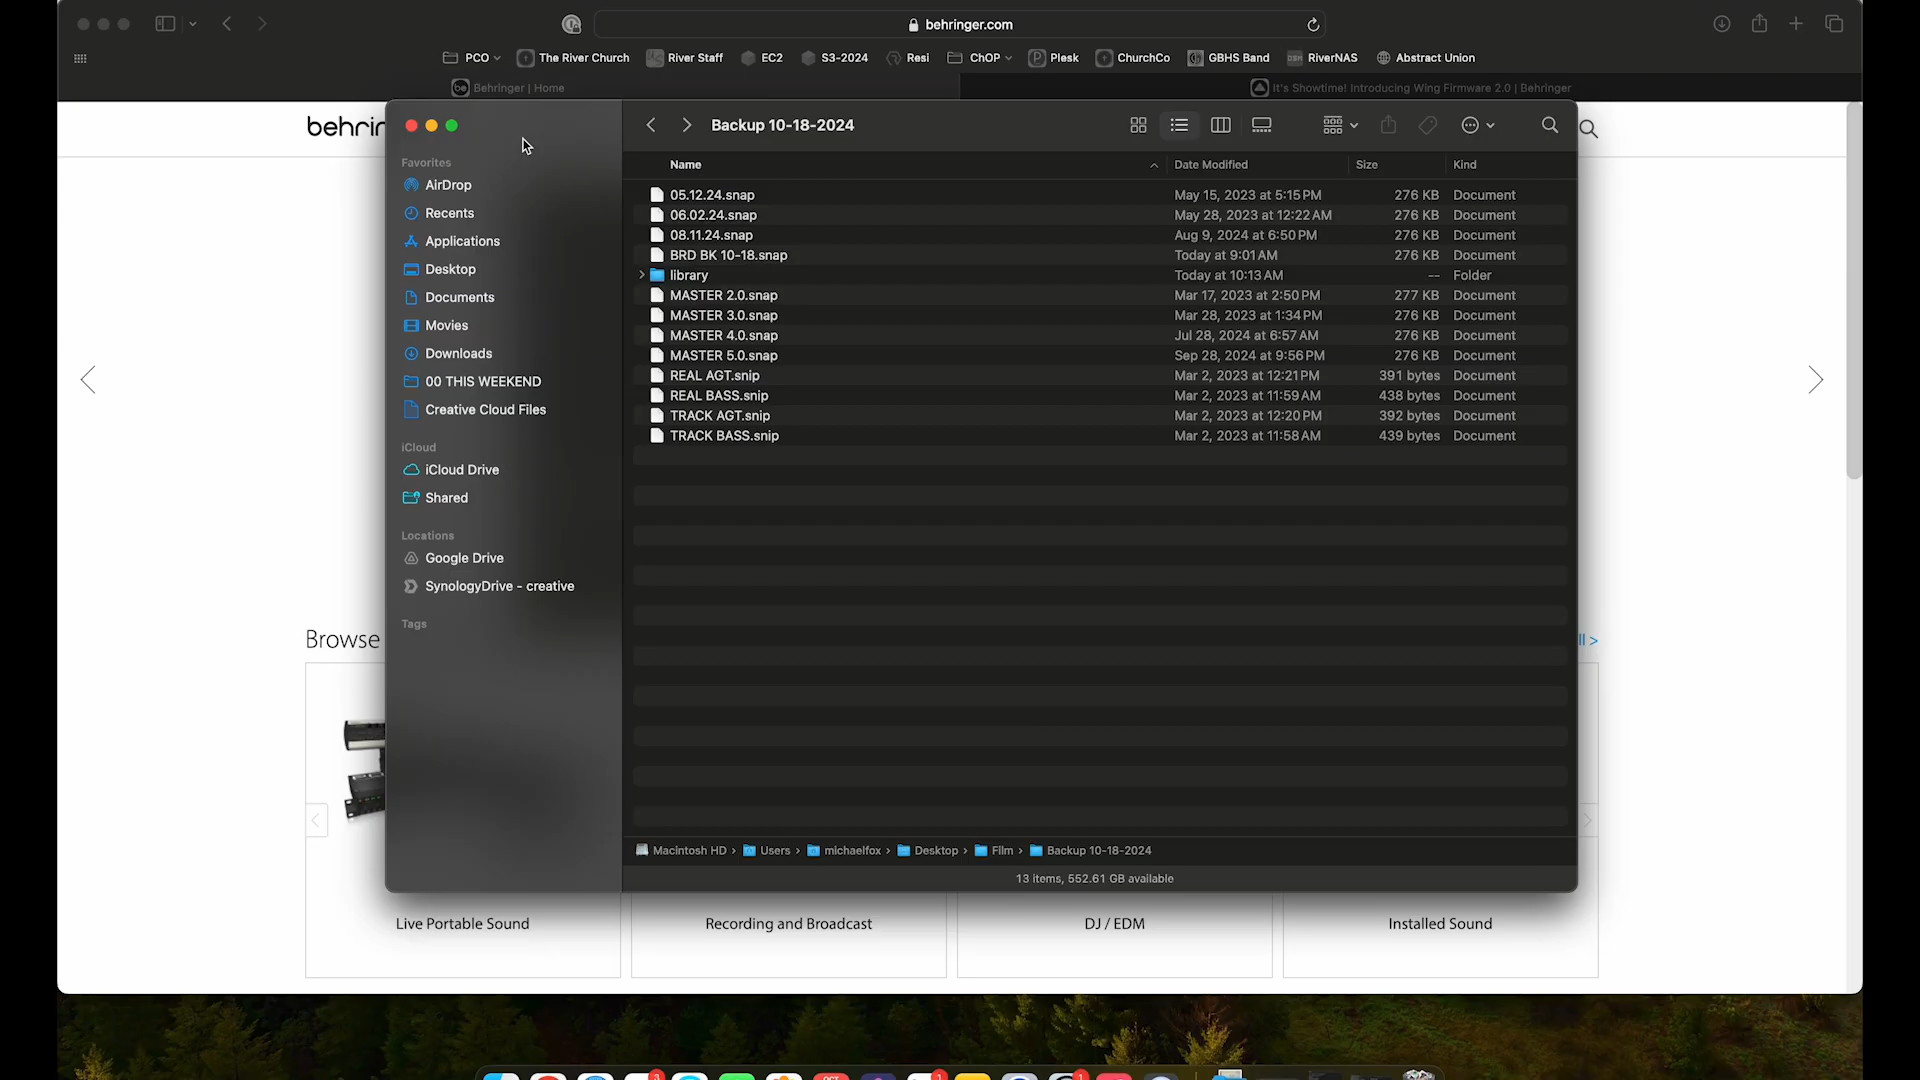 behringer.com
PCO
The River Church
River Staff
EC2
S3-2024
Resi
ChOP
Plesk
ChurchCo
GBHS Band
RiverNAS
Abstract Union
Behringer | Home
It's Showtime! Introducing Wing Firmware 2.0 | Behringer
Backup 10-18-2024
Favorites
AirDrop
Recents
Applications
Desktop
Documents
Movies
Downloads
00 THIS WEEKEND
Creative Cloud Files
iCloud
iCloud Drive
Shared
Locations
Google Drive
SynologyDrive - creative
Tags
Name Date Modified Size Kind
05.12.24.snap May 15, 2023 at 5:15 PM 276 KB Document
06.02.24.snap May 28, 2023 at 12:22 AM 276 KB Document
08.11.24.snap Aug 9, 2024 at 6:50 PM 276 KB Document
BRD BK 10-18.snap Today at 9:01 AM 276 KB Document
library Today at 10:13 AM -- Folder
MASTER 2.0.snap Mar 17, 2023 at 2:50 PM 277 KB Document
MASTER 3.0.snap Mar 28, 2023 at 1:34 PM 276 KB Document
MASTER 4.0.snap Jul 28, 2024 at 6:57 AM 276 KB Document
MASTER 5.0.snap Sep 28, 2024 at 9:56 PM 276 KB Document
REAL AGT.snip Mar 2, 2023 at 12:21 PM 391 bytes Document
REAL BASS.snip Mar 2, 2023 at 11:59 AM 438 bytes Document
TRACK AGT.snip Mar 2, 2023 at 12:20 PM 392 bytes Document
TRACK BASS.snip Mar 2, 2023 at 11:58 AM 439 bytes Document
Macintosh HD › Users › michaelfox › Desktop › Film › Backup 10-18-2024
13 items, 552.61 GB available
behrin
Browse
ll >
Live Portable Sound
Recording and Broadcast
DJ / EDM
Installed Sound